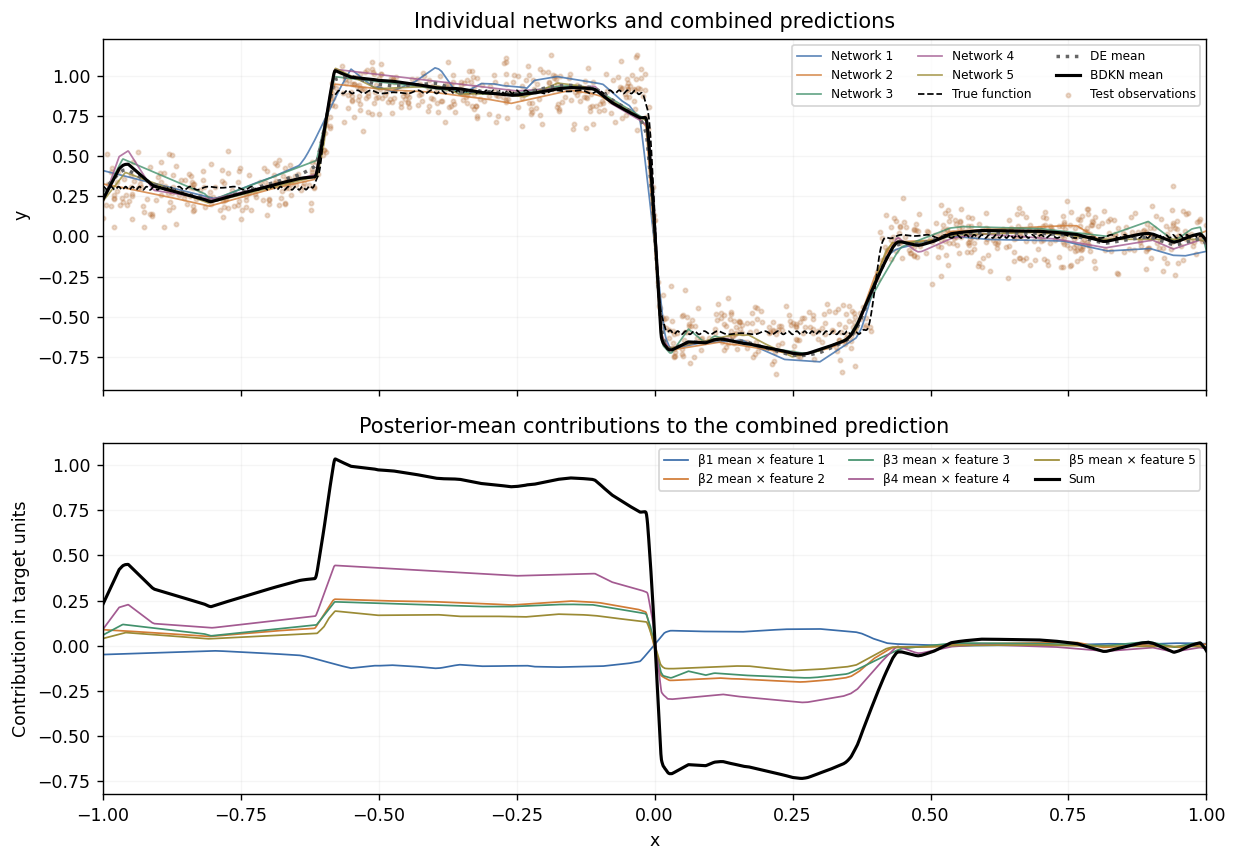 Individual networks and combined predictions
1.00
0.75
0.50
0.25
0.00
−0.25
−0.50
−0.75
y
Network 1
Network 2
Network 3
Network 4
Network 5
True function
DE mean
BDKN mean
Test observations
Posterior-mean contributions to the combined prediction
1.00
0.75
0.50
0.25
0.00
−0.25
−0.50
−0.75
Contribution in target units
β1 mean × feature 1
β2 mean × feature 2
β3 mean × feature 3
β4 mean × feature 4
β5 mean × feature 5
Sum
−1.00 −0.75 −0.50 −0.25 0.00 0.25 0.50 0.75 1.00
x